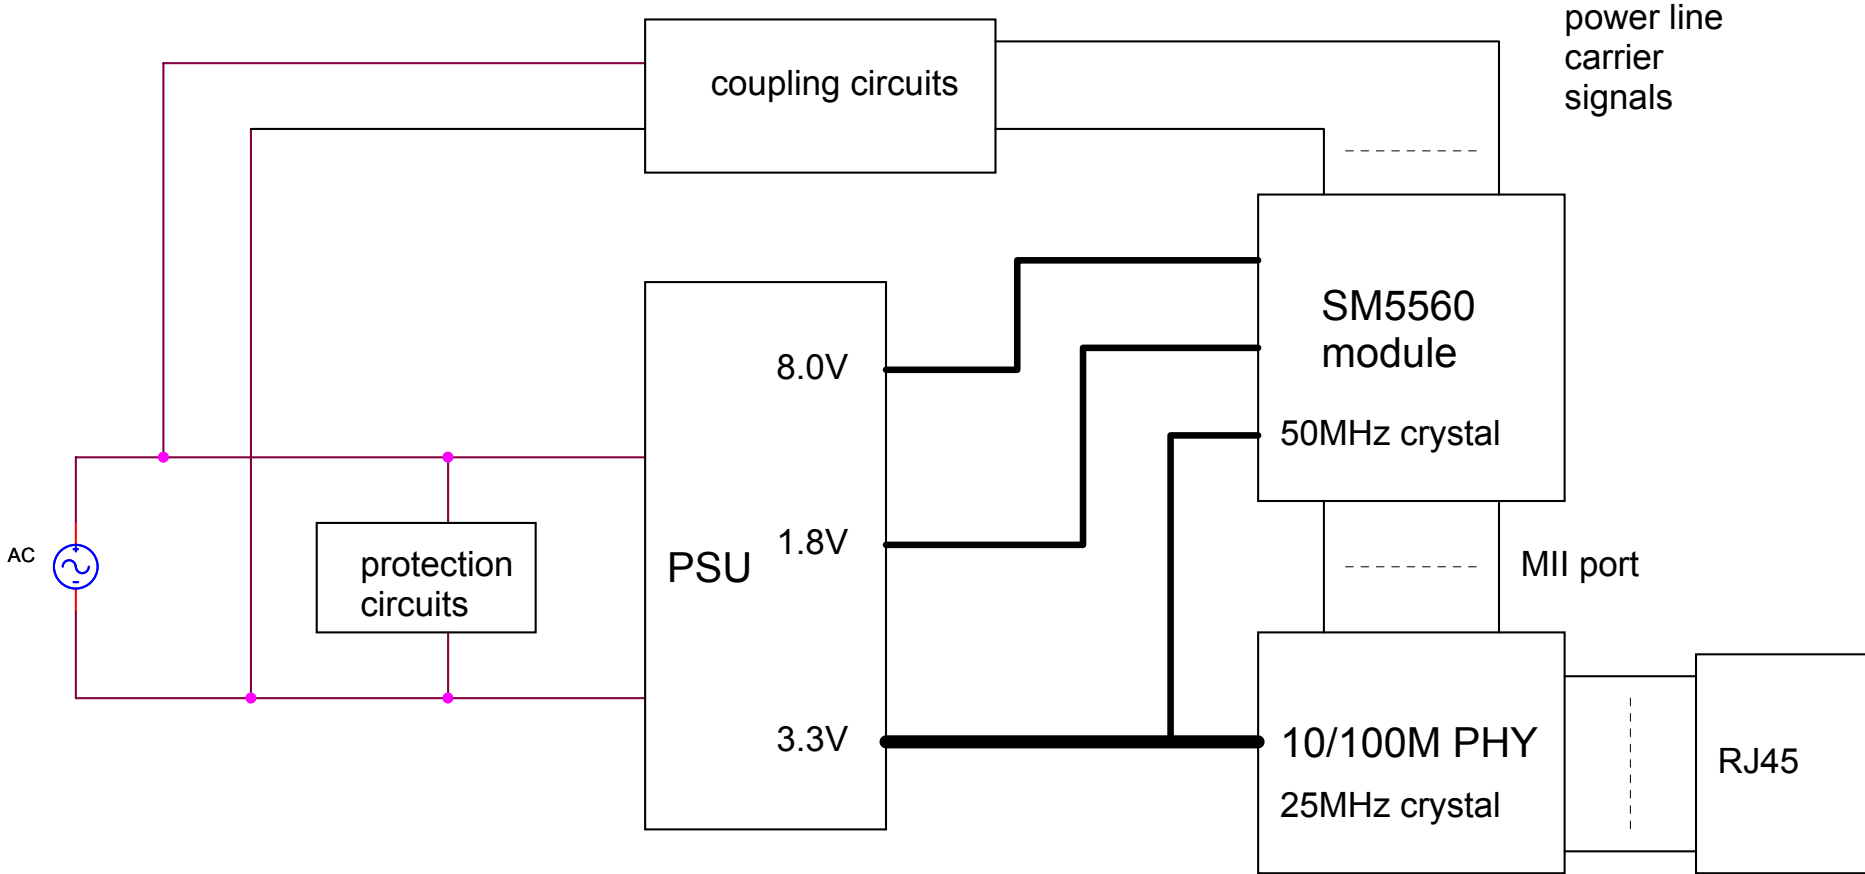 power line
carrier
signals
coupling circuits
SM5560
module
8.0V
50MHz crystal
1.8V
AC
protection
circuits
PSU
MII port
3.3V
10/100M PHY
25MHz crystal
RJ45